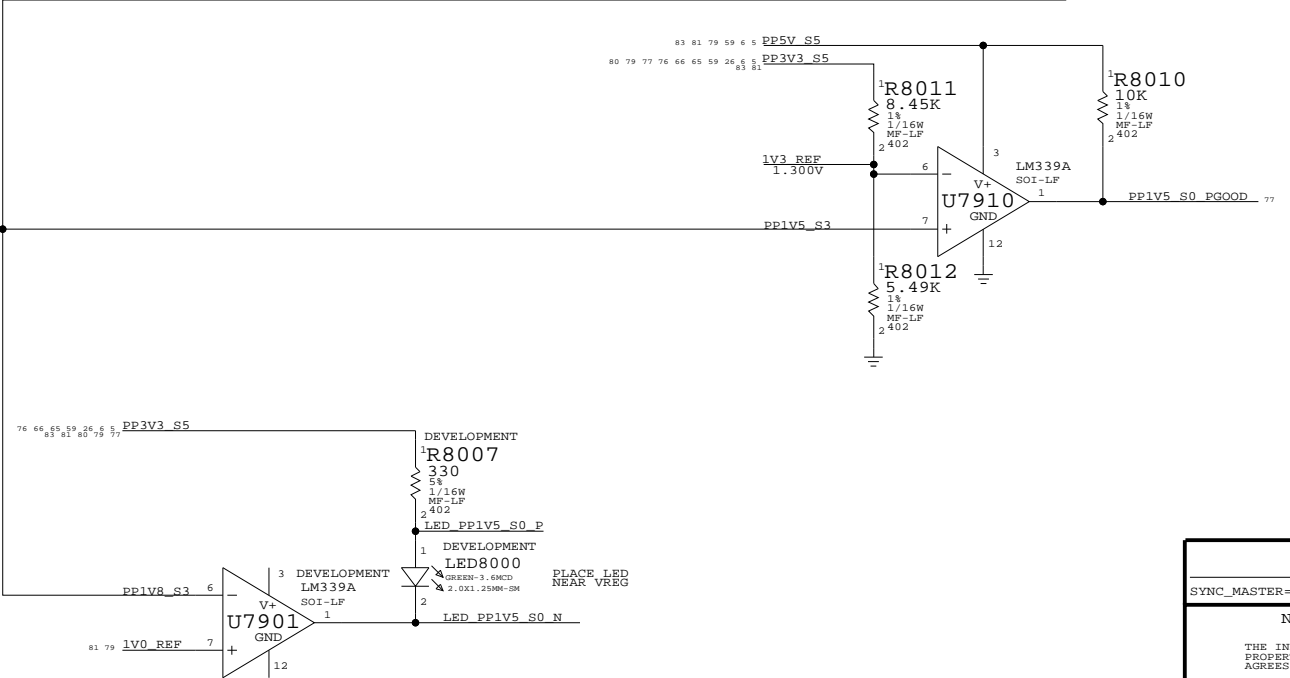 83 81 79 59 6 5 PP5V_S5
80 79 77 76 66 65 59 26 6 5 PP3V3_S5
83 81
1
R8011
8.45K
1%
1/16W
MF-LF
2 402
1
R8010
10K
1%
1/16W
MF-LF
2 402
1V3_REF
1.300V
6
-
3
V+
LM339A
SOI-LF
U7910
1
PP1V5_S0_PGOOD 77
GND
PP1V5_S3
7
+
12
1
R8012
5.49K
1%
1/16W
MF-LF
2 402
76 66 65 59 26 6 5 PP3V3_S5
83 81 80 79 77
DEVELOPMENT
1
R8007
330
5%
1/16W
MF-LF
2 402
LED_PP1V5_S0_P
1
DEVELOPMENT
LED8000
GREEN-3.6MCD
2.0X1.25MM-SM
2
PLACE LED
NEAR VREG
3 DEVELOPMENT
LM339A
SOI-LF
PP1V8_S3
6
-
V+
U7901
1
LED_PP1V5_S0_N
GND
81 79 1V0_REF
7
+
12
SYNC_MASTER=
N
THE IN
PROPERT
AGREES